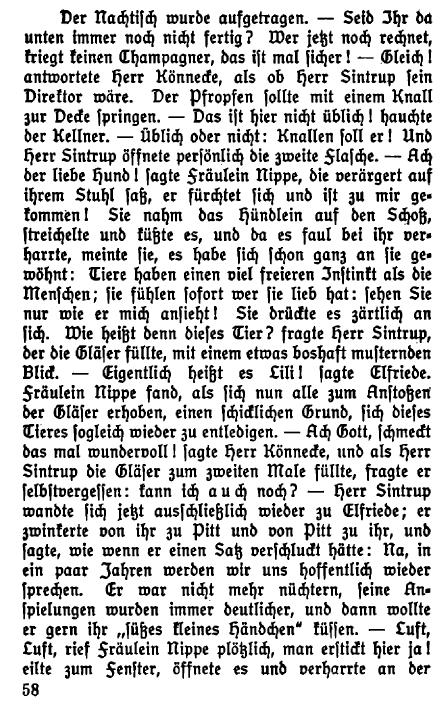 Der Nachtisch wurde aufgetragen. — Seid Ihr da
unten immer noch nicht fertig? Wer jetzt noch rechnet,
kriegt keinen Champagner, das ist mal sicher! — Gleich!
antwortete Herr Könnecke, als ob Herr Sintrup sein
Direktor wäre. Der Pfropfen sollte mit einem Knall
zur Decke springen. — Das ist hier nicht üblich! hauchte
der Kellner. — Üblich oder nicht: Knallen soll er! Und
Herr Sintrup öffnete persönlich die zweite Flasche. — Ach
der liebe Hund! sagte Fräulein Nippe, die verärgert auf
ihrem Stuhl saß, er fürchtet sich und ist zu mir ge-
kommen! Sie nahm das Hündlein auf den Schoß,
streichelte und küßte es, und da es faul bei ihr ver-
harrte, meinte sie, es habe sich schon ganz an sie ge-
wöhnt: Tiere haben einen viel freieren Instinkt als die
Menschen; sie fühlen sofort wer sie lieb hat: sehen Sie
nur wie er mich ansieht! Sie drückte es zärtlich an
sich. Wie heißt denn dieses Tier? fragte Herr Sintrup,
der die Gläser füllte, mit einem etwas boshaft musternden
Blick. — Eigentlich heißt es Lili! sagte Elfriede.
Fräulein Nippe fand, als sich nun alle zum Anstoßen
der Gläser erhoben, einen schicklichen Grund, sich dieses
Tieres sogleich wieder zu entledigen. — Ach Gott, schmeckt
das mal wundervoll! sagte Herr Könnecke, und als Herr
Sintrup die Gläser zum zweiten Male füllte, fragte er
selbstvergessen: kann ich auch noch? — Herr Sintrup
wandte sich jetzt ausschließlich wieder zu Elfriede; er
zwinkerte von ihr zu Pitt und von Pitt zu ihr, und
sagte, wie wenn er einen Satz verschluckt hätte: Na, in
ein paar Jahren werden wir uns hoffentlich wieder
sprechen. Er war nicht mehr nüchtern, seine An-
spielungen wurden immer deutlicher, und dann wollte
er gern ihr „süßes kleines Händchen“ küssen. — Luft,
Luft, rief Fräulein Nippe plötzlich, man erstickt hier ja!
eilte zum Fenster, öffnete es und verharrte an der
58